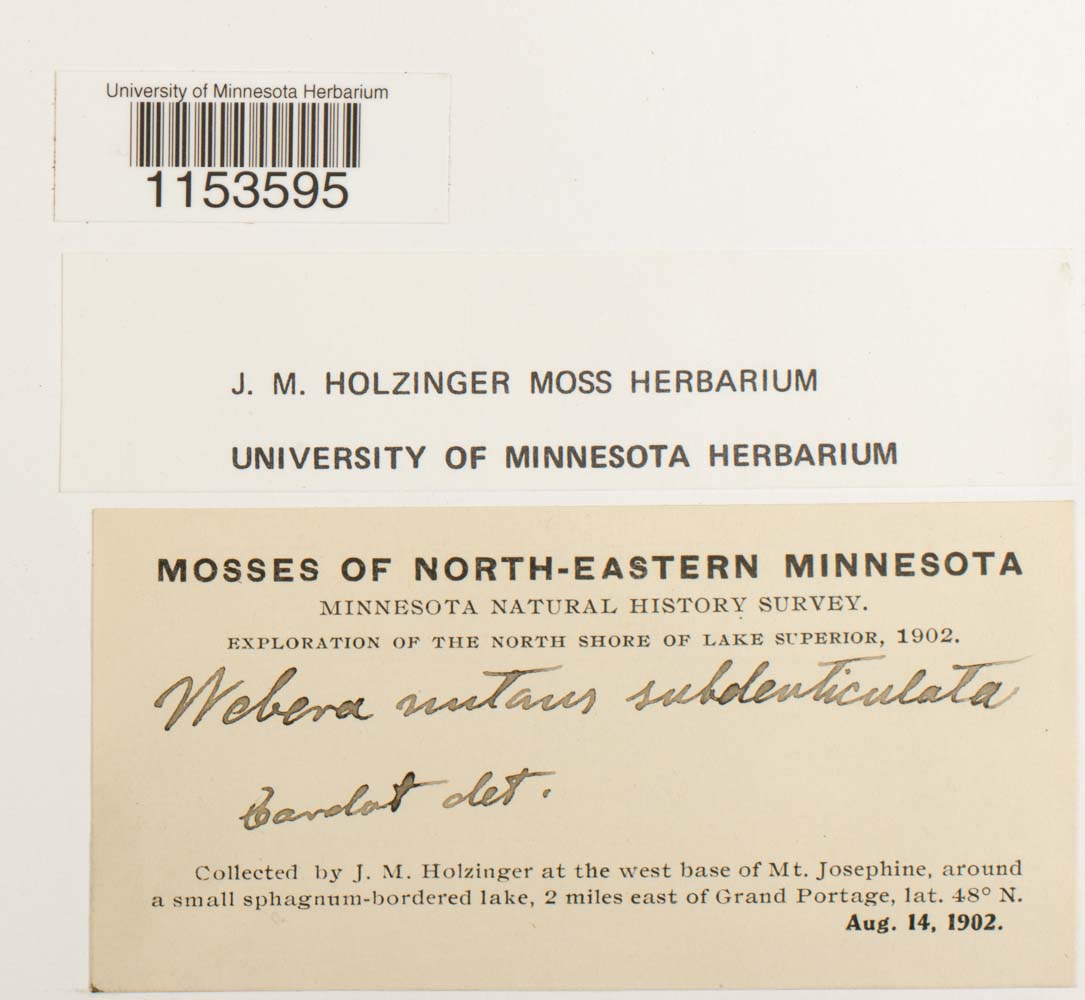 University of Minnesota Herbarium
1153595
J. M. HOLZINGER MOSS HERBARIUM
UNIVERSITY OF MINNESOTA HERBARIUM
MOSSES OF NORTH-EASTERN MINNESOTA
MINNESOTA NATURAL HISTORY SURVEY.
EXPLORATION OF THE NORTH SHORE OF LAKE SUPERIOR, 1902.
Webera nutans subdenticulata
Cardot det.
Collected by J. M. Holzinger at the west base of Mt. Josephine, around
a small sphagnum-bordered lake, 2 miles east of Grand Portage, lat. 48° N.
Aug. 14, 1902.